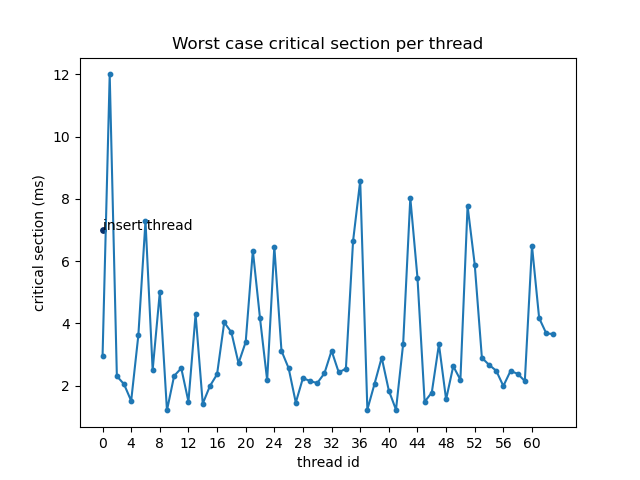 Worst case critical section per thread
12
10
8
6
4
2
critical section (ms)
insert thread
0 4 8 12 16 20 24 28 32 36 40 44 48 52 56 60
thread id